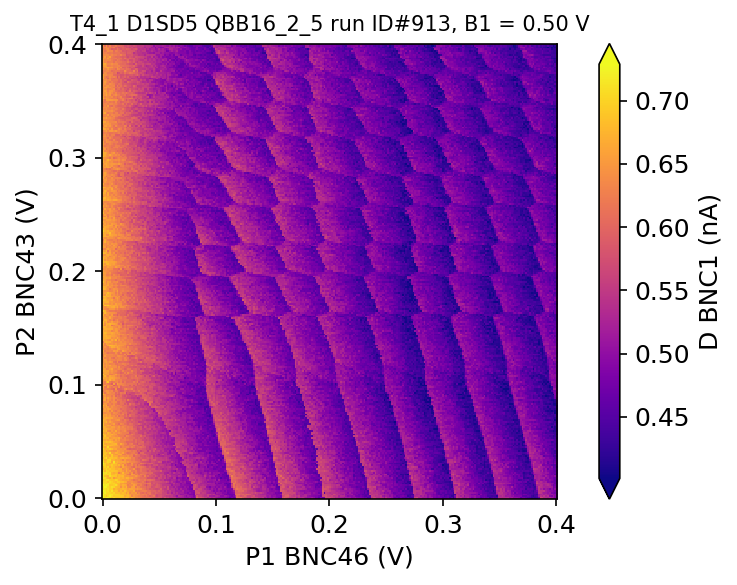 T4_1 D1SD5 QBB16_2_5 run ID#913, B1 = 0.50 V
0.4
0.3
0.2
0.1
0.0
P2 BNC43 (V)
0.0 0.1 0.2 0.3 0.4
P1 BNC46 (V)
0.70
0.65
0.60
0.55
0.50
0.45
D BNC1 (nA)